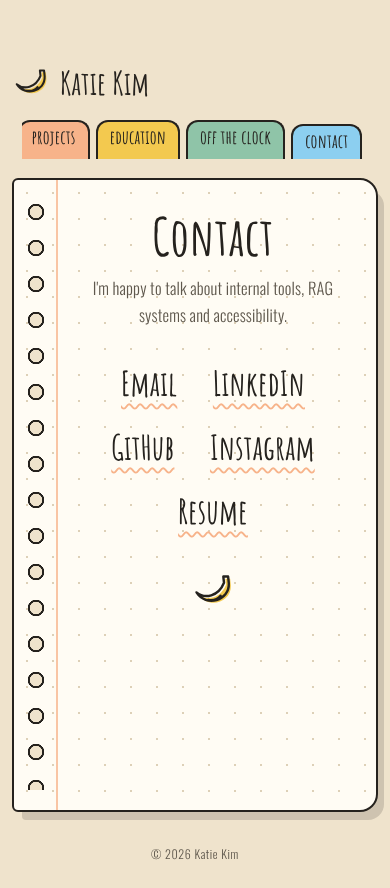 Katie Kim
PROJECTS EDUCATION OFF THE CLOCK CONTACT
Contact
I'm happy to talk about internal tools, RAG
systems and accessibility.
Email LinkedIn
GitHub Instagram
Resume
© 2026 Katie Kim